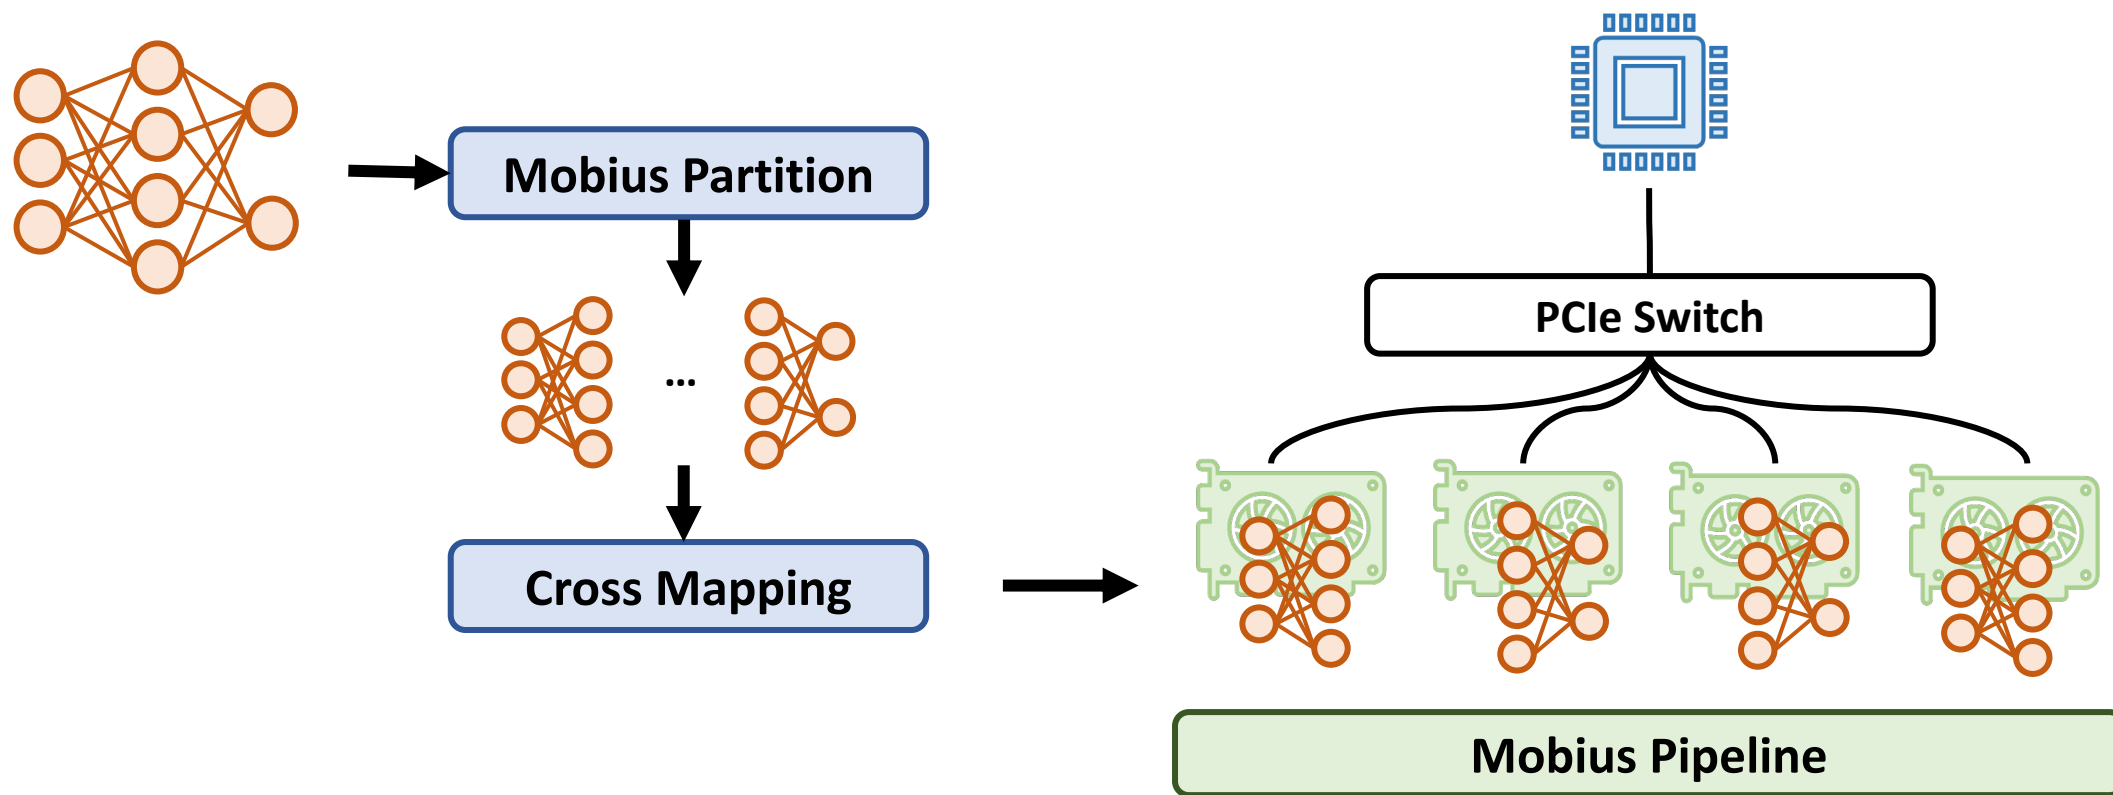 Mobius Partition
...
Cross Mapping
PCIe Switch
Mobius Pipeline